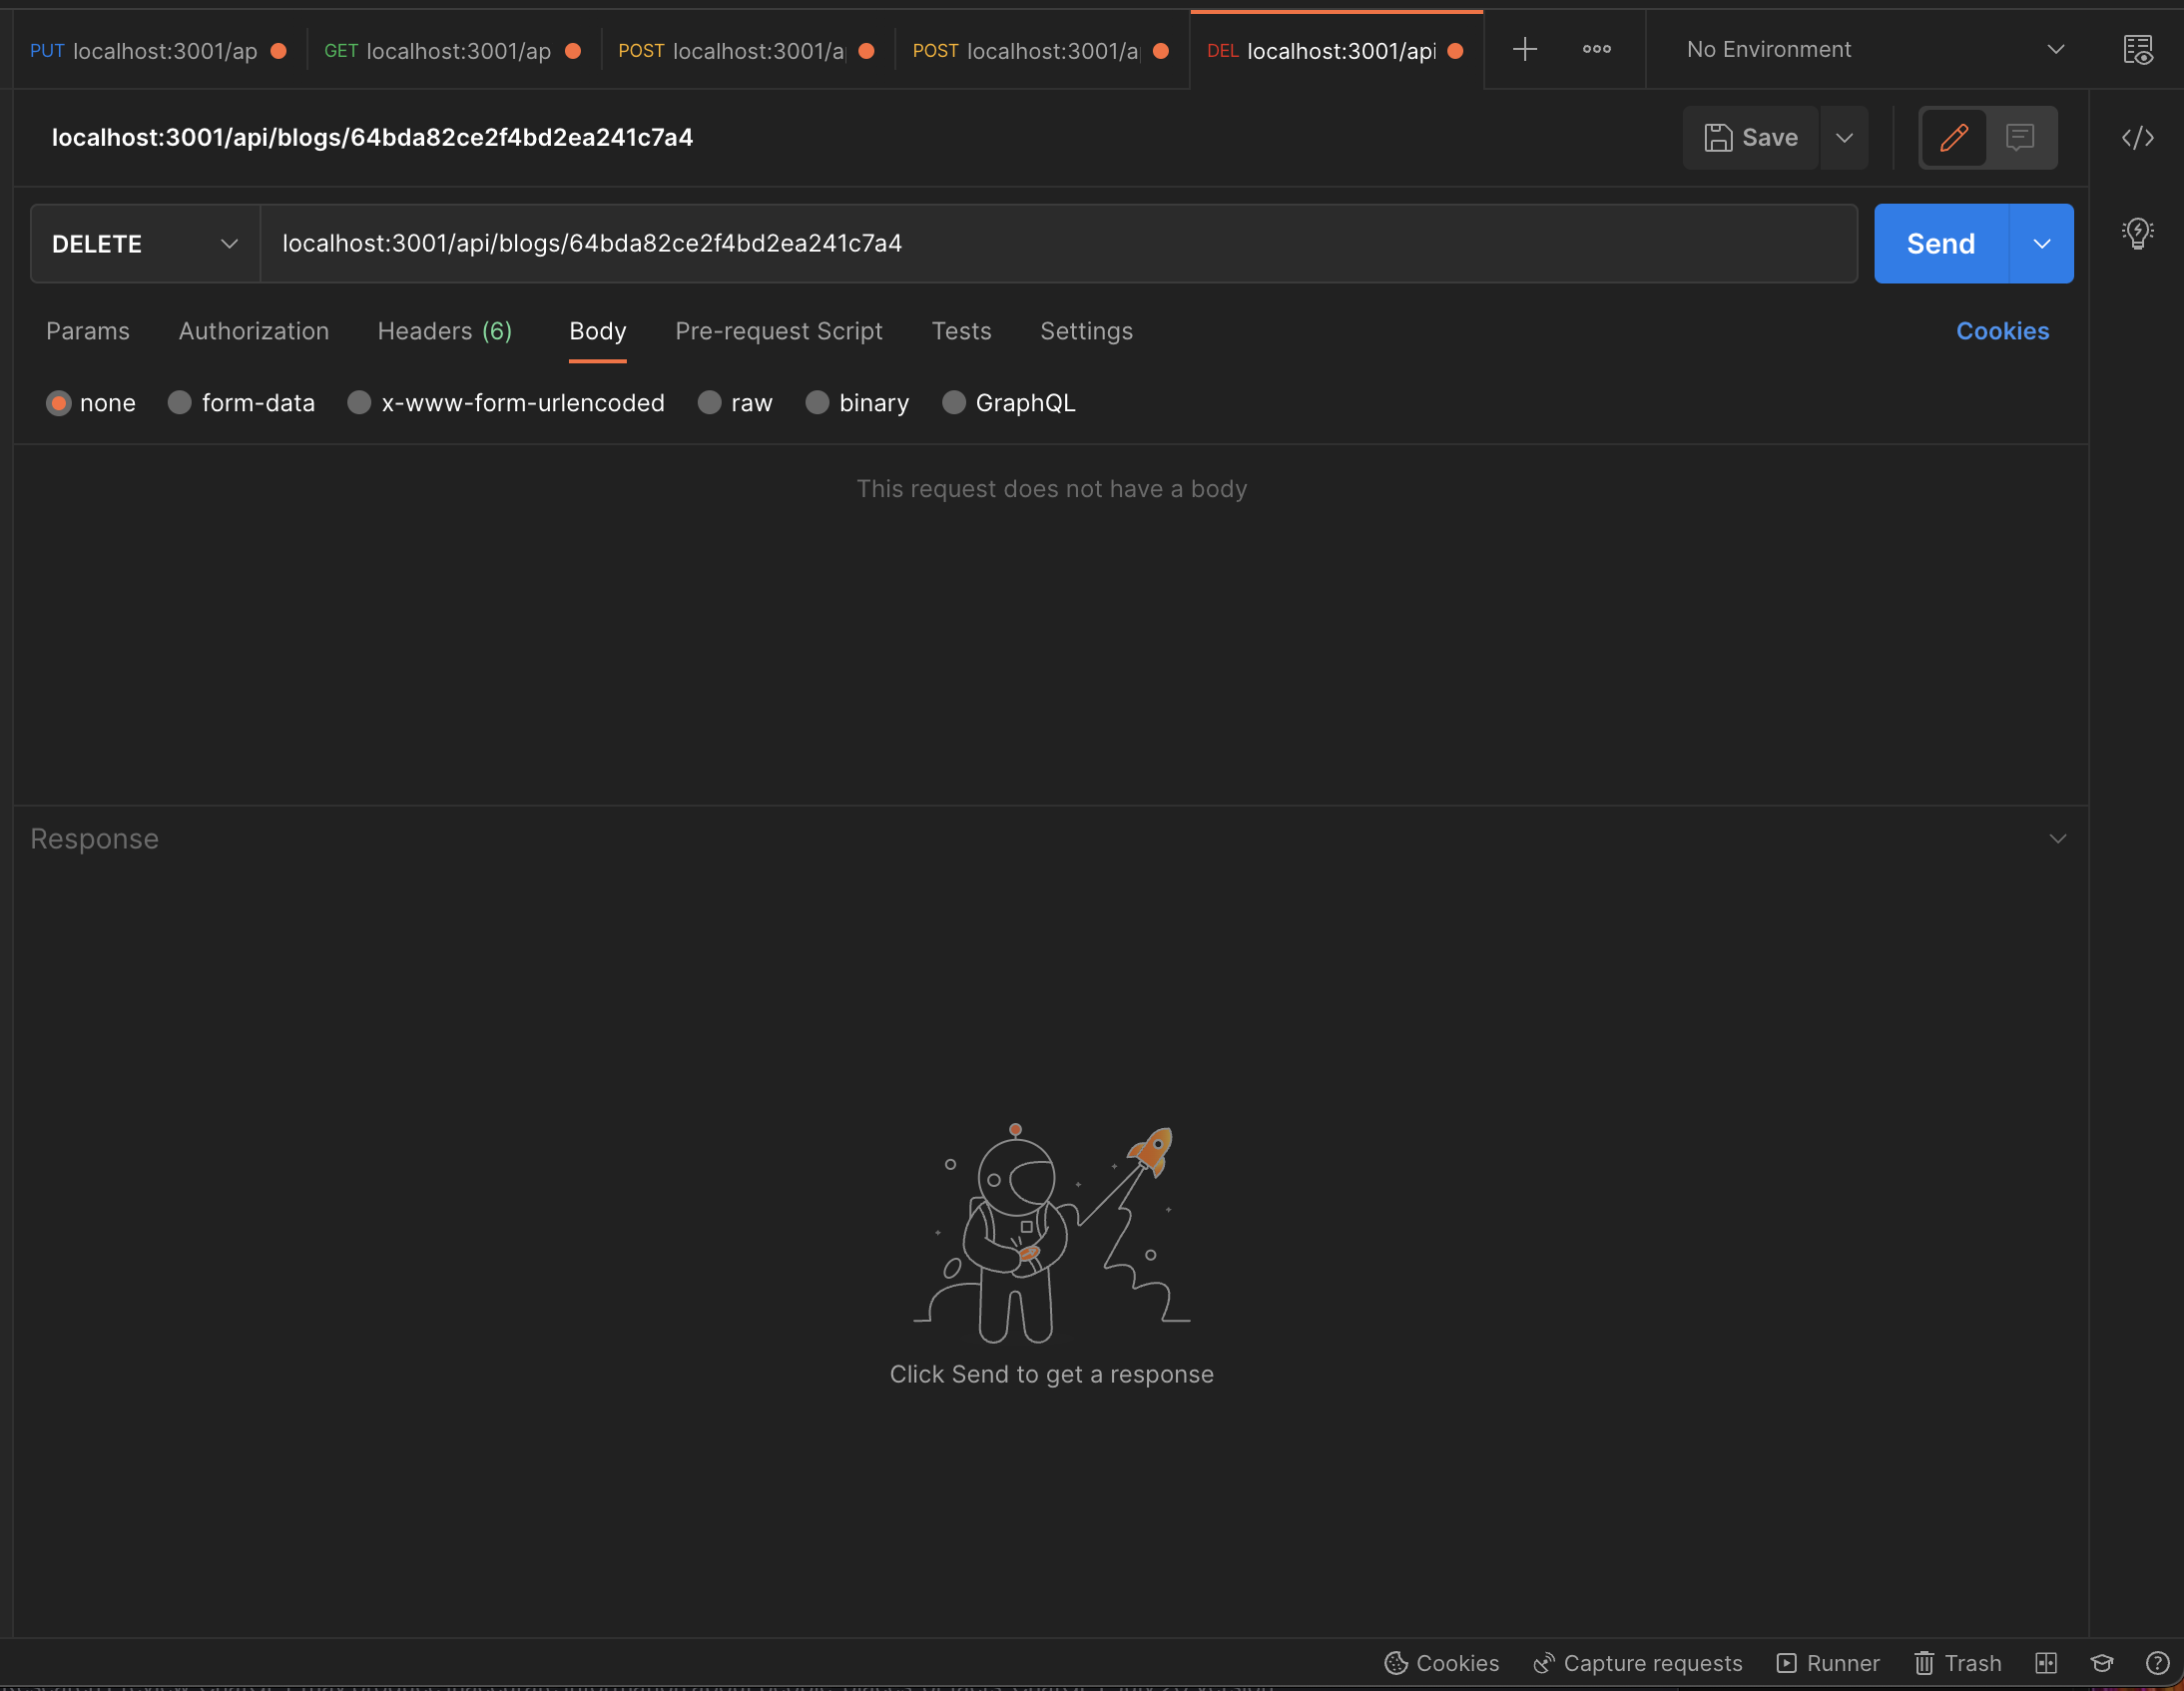 PUT localhost:3001/ap GET localhost:3001/ap POST localhost:3001/a POST localhost:3001/a DEL localhost:3001/api No Environment
localhost:3001/api/blogs/64bda82ce2f4bd2ea241c7a4 Save
DELETE localhost:3001/api/blogs/64bda82ce2f4bd2ea241c7a4 Send
Params Authorization Headers (6) Body Pre-request Script Tests Settings Cookies
none form-data x-www-form-urlencoded raw binary GraphQL
This request does not have a body
Response
Click Send to get a response
Cookies Capture requests Runner Trash